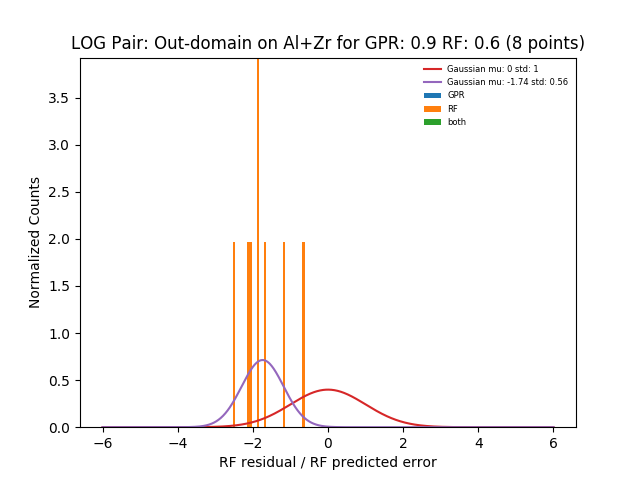 LOG Pair: Out-domain on Al+Zr for GPR: 0.9 RF: 0.6 (8 points)
Gaussian mu: 0 std: 1
Gaussian mu: -1.74 std: 0.56
GPR
RF
both
Normalized Counts
3.5
3.0
2.5
2.0
1.5
1.0
0.5
0.0
−6 −4 −2 0 2 4 6
RF residual / RF predicted error